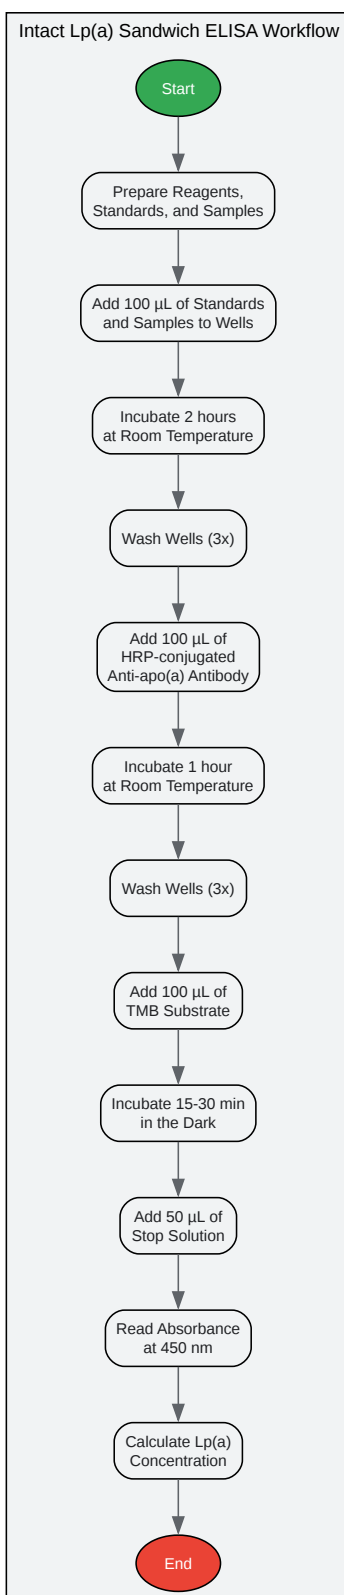 Intact Lp(a) Sandwich ELISA Workflow
Start
Prepare Reagents,
Standards, and Samples
Add 100 µL of Standards
and Samples to Wells
Incubate 2 hours
at Room Temperature
Wash Wells (3x)
Add 100 µL of
HRP-conjugated
Anti-apo(a) Antibody
Incubate 1 hour
at Room Temperature
Wash Wells (3x)
Add 100 µL of
TMB Substrate
Incubate 15-30 min
in the Dark
Add 50 µL of
Stop Solution
Read Absorbance
at 450 nm
Calculate Lp(a)
Concentration
End